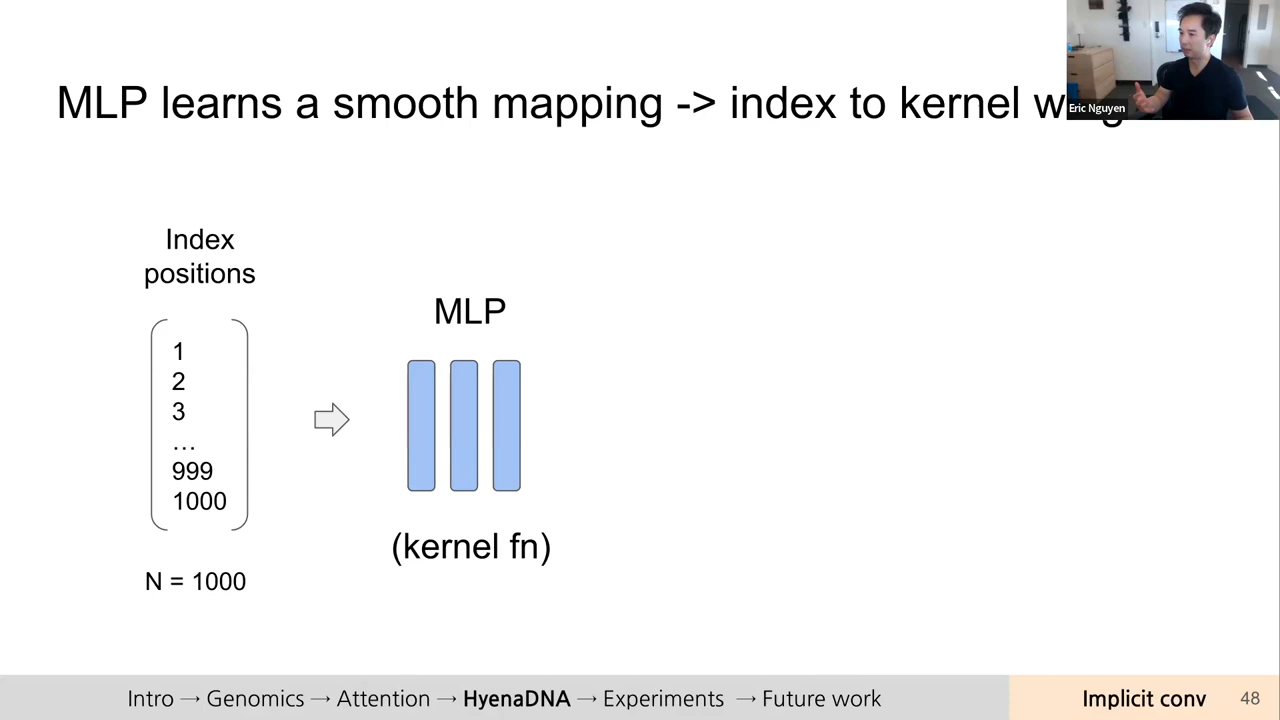 MLP learns a smooth mapping -> index to kernel
Eric Nguyen
Index
positions
1
2
3
…
999
1000
N = 1000
MLP
(kernel fn)
Intro → Genomics → Attention → HyenaDNA → Experiments → Future work
Implicit conv
48